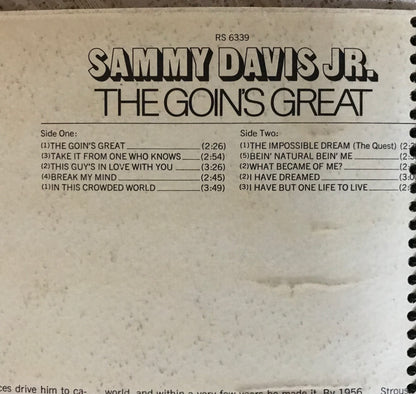 RS 6339
SAMMY DAVIS JR.
THE GOIN'S GREAT
Side One:
(1)THE GOIN'S GREAT (2:26)
(3)TAKE IT FROM ONE WHO KNOWS (2:54)
(2)THIS GUY'S IN LOVE WITH YOU (3:26)
(4)BREAK MY MIND (2:45)
(1)IN THIS CROWDED WORLD (3:49)
Side Two:
(1)THE IMPOSSIBLE DREAM (The Quest)
(5)BEIN' NATURAL BEIN' ME
(2)WHAT BECAME OF ME?
(2)I HAVE DREAMED
(3)I HAVE BUT ONE LIFE TO LIVE
drive him to
world, and within a very few years he made it. By 1956